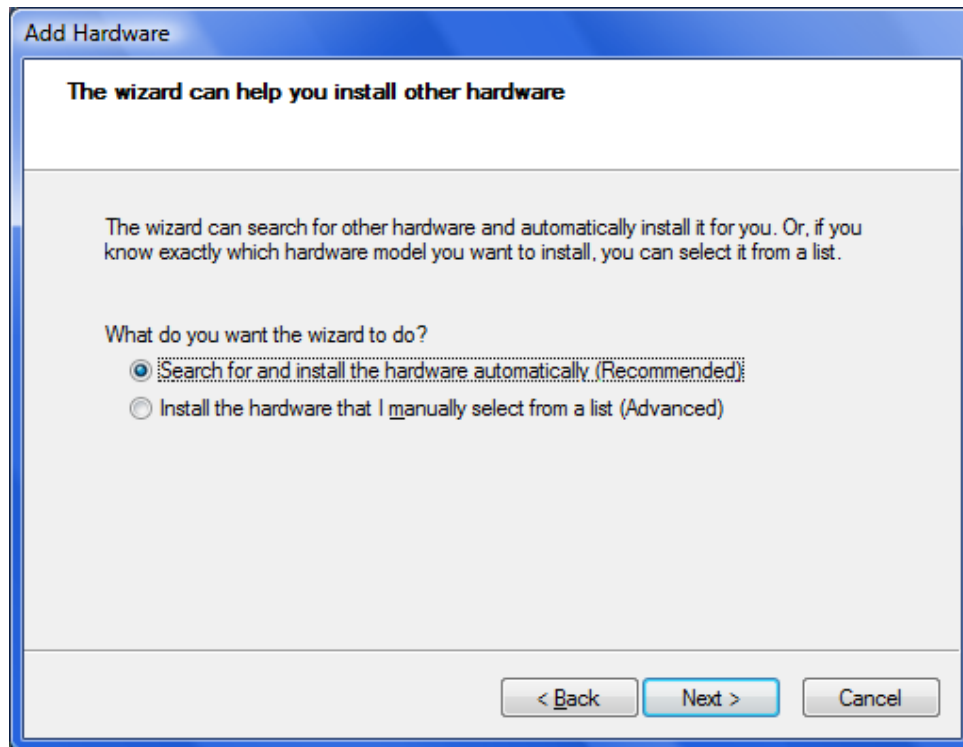 Add Hardware
The wizard can help you install other hardware
The wizard can search for other hardware and automatically install it for you. Or, if you
know exactly which hardware model you want to install, you can select it from a list.
What do you want the wizard to do?
Search for and install the hardware automatically (Recommended)
Install the hardware that I manually select from a list (Advanced)
< Back
Next >
Cancel